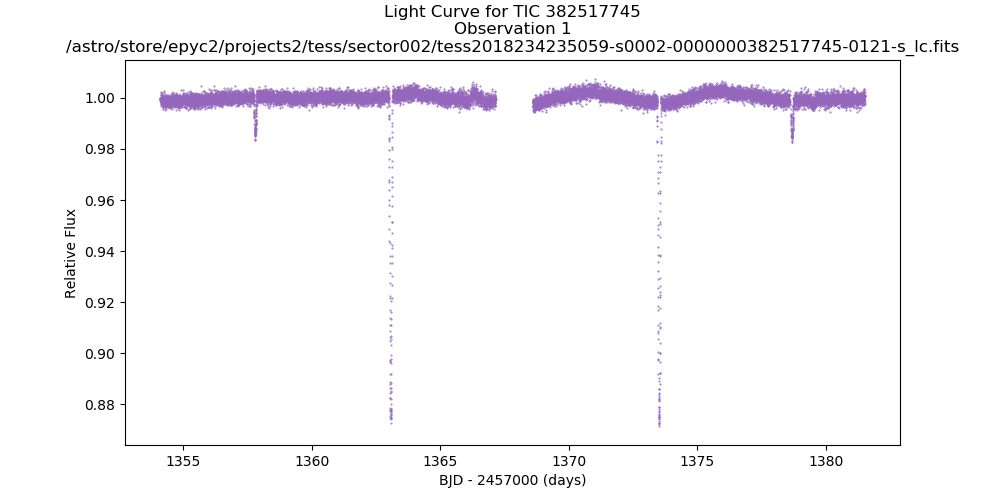 Light Curve for TIC 382517745
Observation 1
/astro/store/epyc2/projects2/tess/sector002/tess2018234235059-s0002-0000000382517745-0121-s_lc.fits
1.00
0.98
0.96
0.94
0.92
0.90
0.88
Relative Flux
1355 1360 1365 1370 1375 1380
BJD - 2457000 (days)